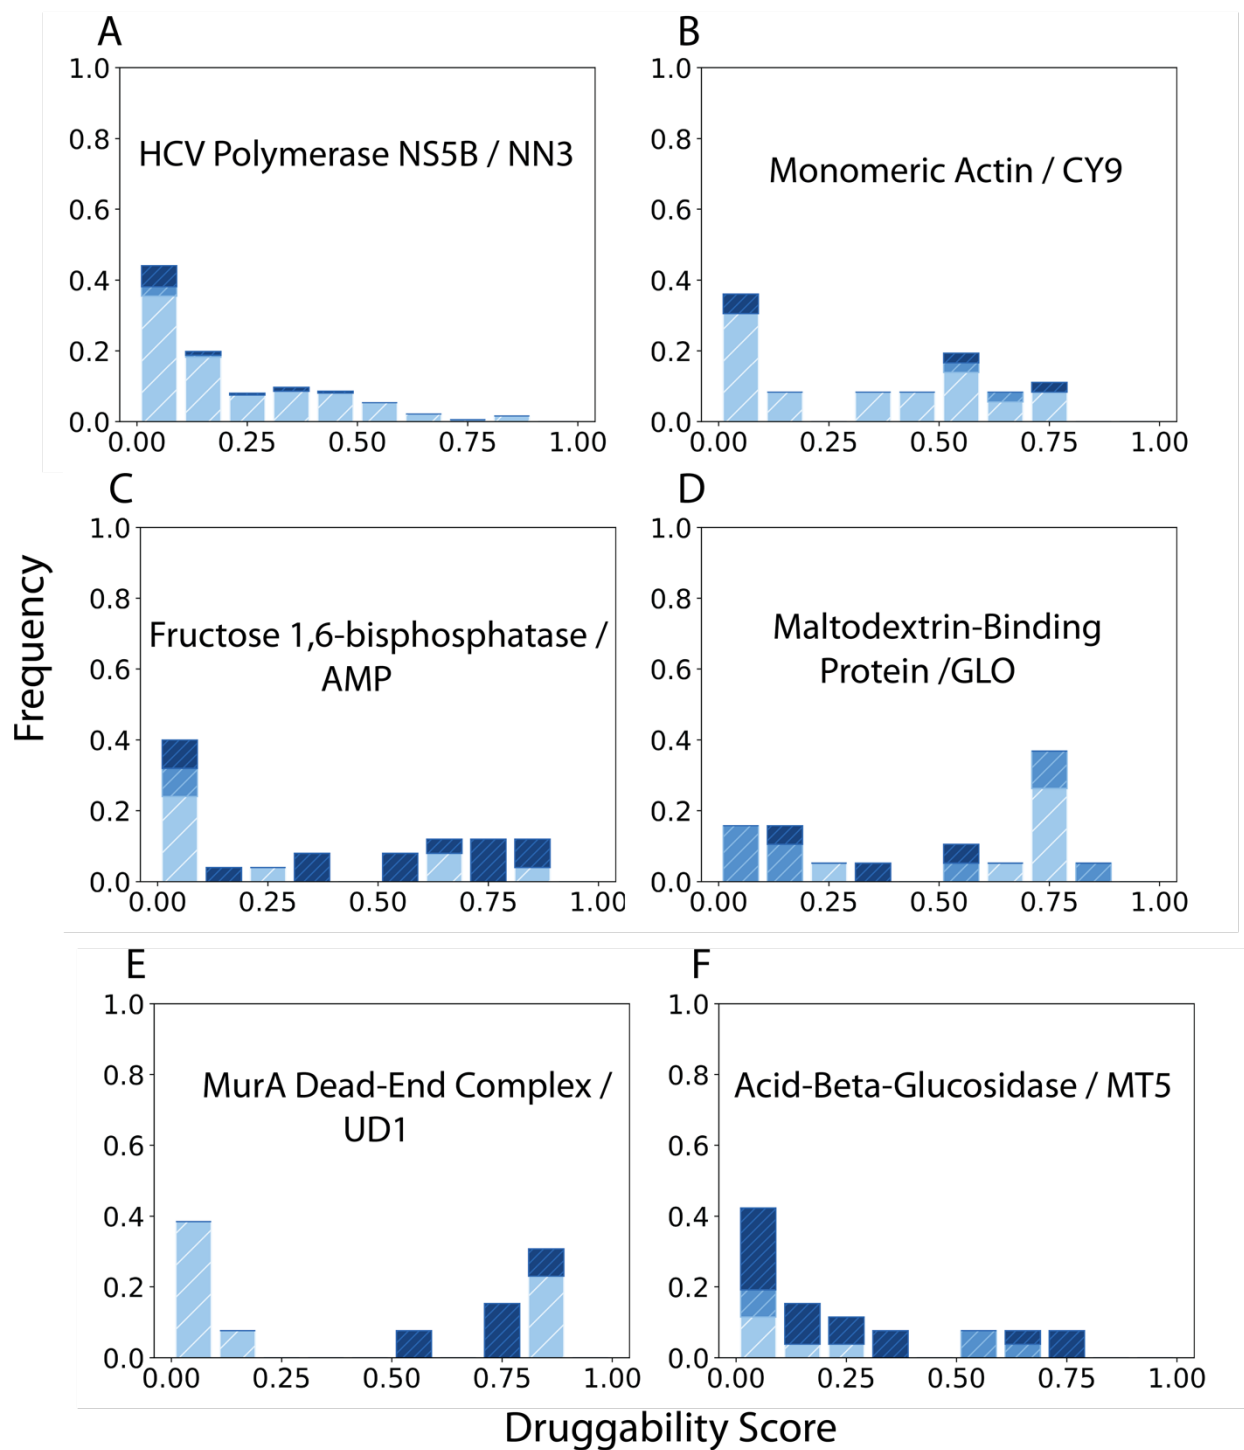 A
1.0
0.8
0.6
0.4
0.2
0.0
HCV Polymerase NS5B / NN3
0.00 0.25 0.50 0.75 1.00
B
1.0
0.8
0.6
0.4
0.2
0.0
Monomeric Actin / CY9
0.00 0.25 0.50 0.75 1.00
Frequency
C
1.0
0.8
0.6
0.4
0.2
0.0
Fructose 1,6-bisphosphatase /
AMP
0.00 0.25 0.50 0.75 1.00
D
1.0
0.8
0.6
0.4
0.2
0.0
Maltodextrin-Binding
Protein /GLO
0.00 0.25 0.50 0.75 1.00
E
1.0
0.8
0.6
0.4
0.2
0.0
MurA Dead-End Complex /
UD1
0.00 0.25 0.50 0.75 1.00
F
1.0
0.8
0.6
0.4
0.2
0.0
Acid-Beta-Glucosidase / MT5
0.00 0.25 0.50 0.75 1.00
Druggability Score